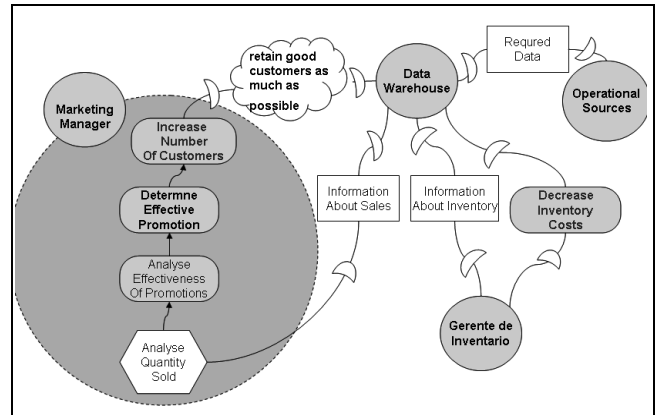 retain good
customers as
much as
possible
Data
Warehouse
Requred
Data
Operational
Sources
Marketing
Manager
Increase
Number
Of Customers
Determne
Effective
Promotion
Analyse
Effectiveness
Of Promotions
Analyse
Quantity
Sold
Information
About Sales
Information
About Inventory
Decrease
Inventory
Costs
Gerente de
Inventario